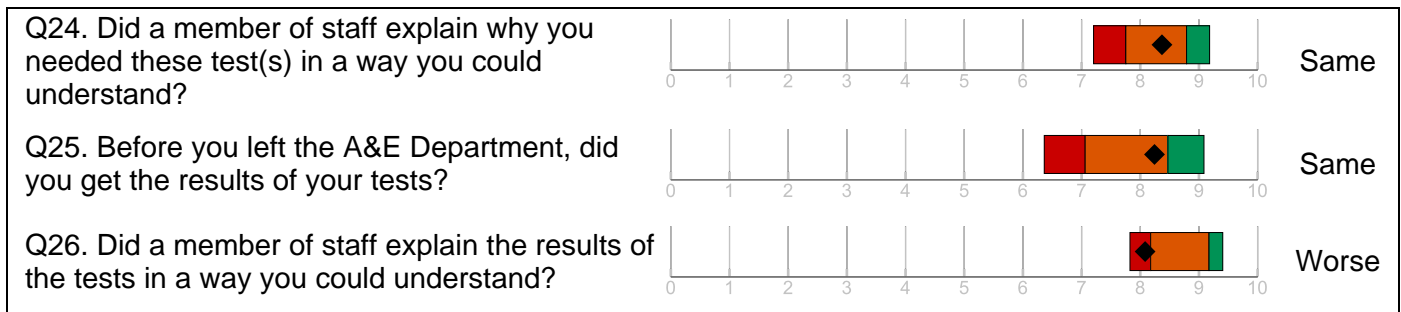 Q24. Did a member of staff explain why you
needed these test(s) in a way you could
understand?
0 1 2 3 4 5 6 7 8 9 10
Same
Q25. Before you left the A&E Department, did
you get the results of your tests?
0 1 2 3 4 5 6 7 8 9 10
Same
Q26. Did a member of staff explain the results of
the tests in a way you could understand?
0 1 2 3 4 5 6 7 8 9 10
Worse